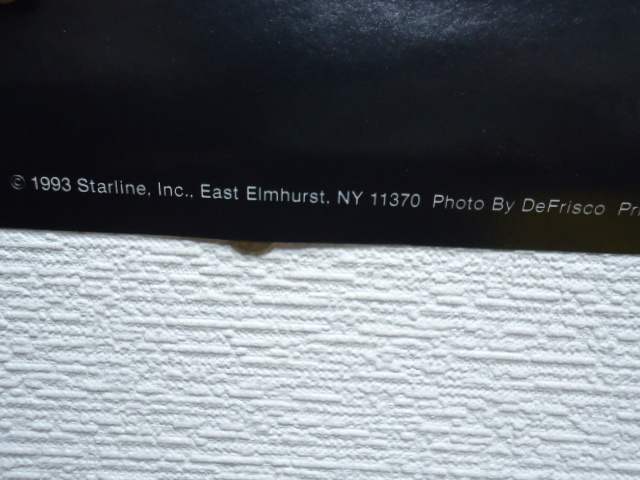 © 1993 Starline, Inc., East Elmhurst, NY 11370 Photo By DeFrisco